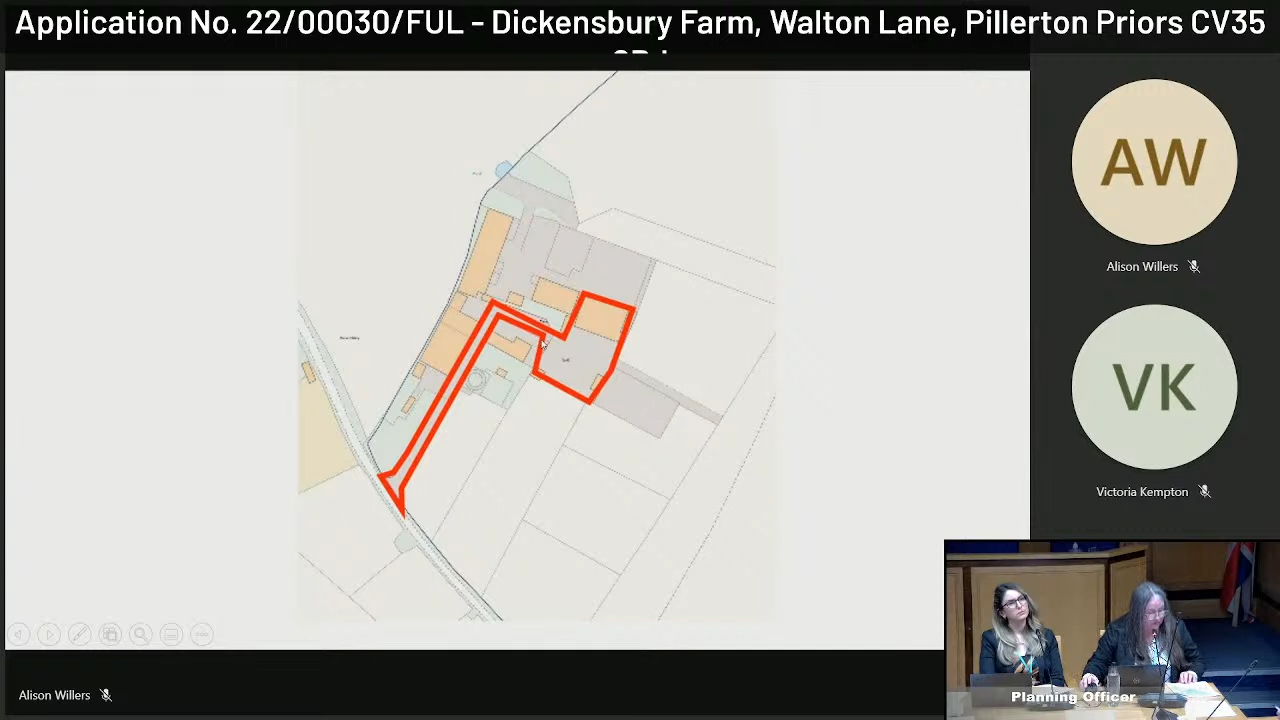 Application No. 22/00030/FUL - Dickensbury Farm, Walton Lane, Pillerton Priors CV35
AW
Alison Willers
VK
Victoria Kempton
Planning Officer
Alison Willers